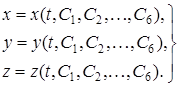 x = x(t, C₁, C₂,…, C₆),
y = y(t, C₁, C₂,…, C₆),
z = z(t, C₁, C₂,…, C₆).